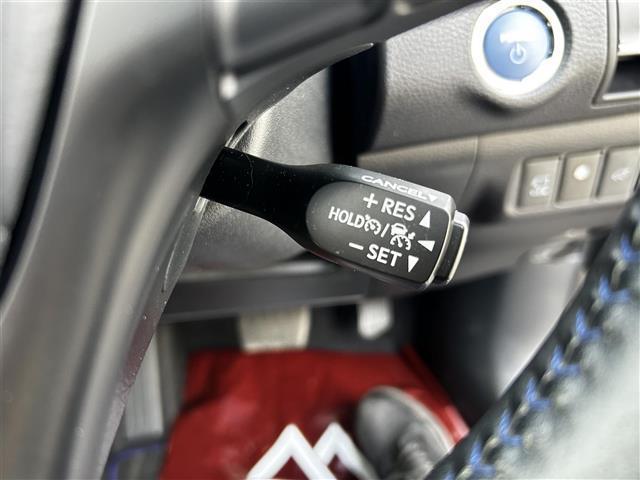 CANCEL
+ RES
HOLD /
- SET